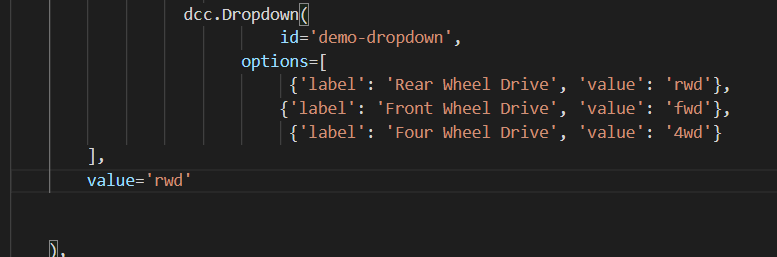 dcc.Dropdown(
id='demo-dropdown',
options=[
{'label': 'Rear Wheel Drive', 'value': 'rwd'},
{'label': 'Front Wheel Drive', 'value': 'fwd'},
{'label': 'Four Wheel Drive', 'value': '4wd'}
],
value='rwd'
),